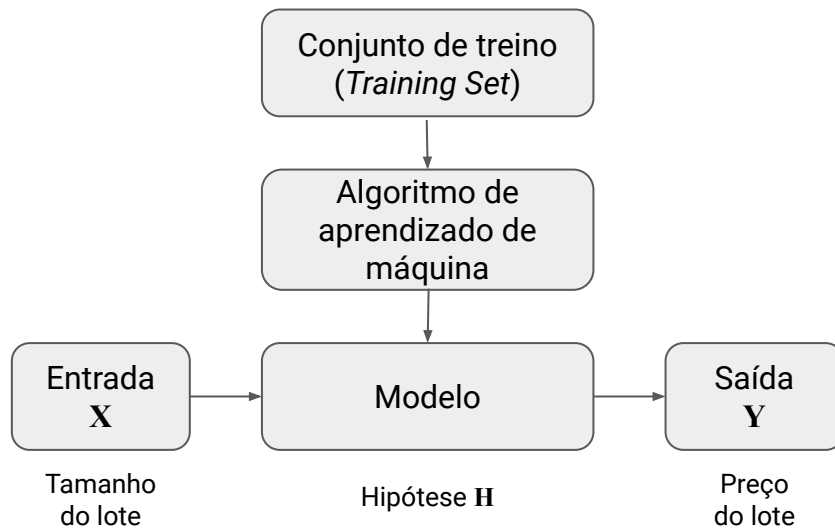 Conjunto de treino
(Training Set)
Algoritmo de
aprendizado de
máquina
Entrada
X
Modelo
Saída
Y
Tamanho
do lote
Hipótese H
Preço
do lote